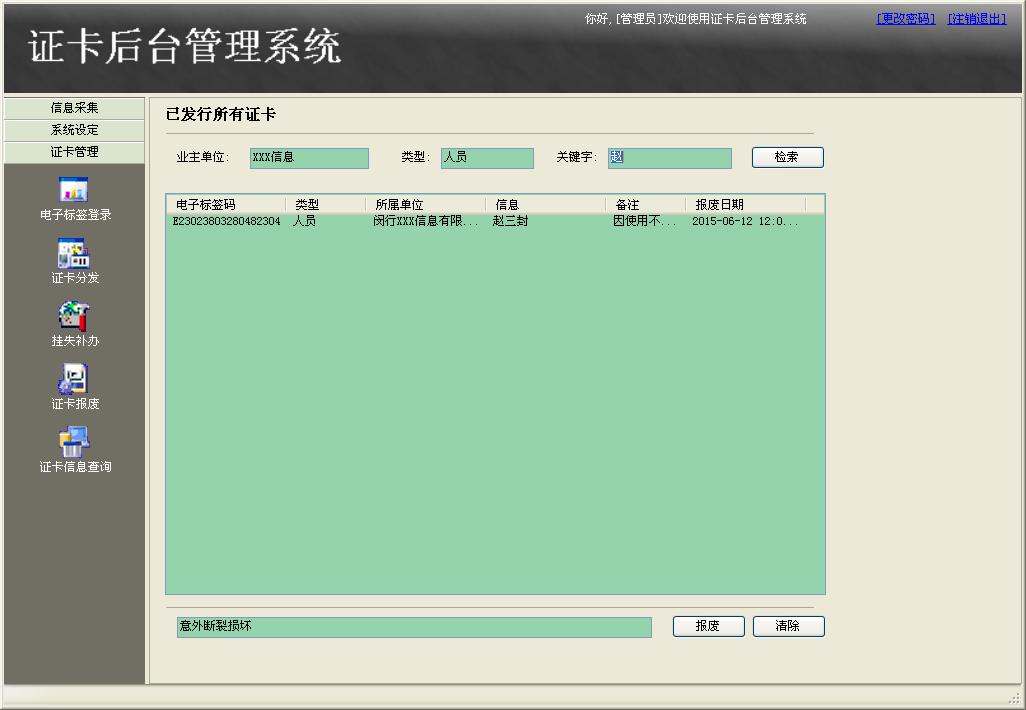 你好, [管理员]欢迎使用证卡后台管理系统 [更改密码] [注销退出]
证卡后台管理系统
信息采集
系统设定
证卡管理
电子标签登录
证卡分发
挂失补办
证卡报废
证卡信息查询
已发行所有证卡
业主单位: XXX信息 类型: 人员 关键字: 赵 检索
电子标签码 类型 所属单位 信息 备注 报废日期
E23023803280482304 人员 闵行XXX信息有限... 赵三封 因使用不... 2015-06-12 12:0...
意外断裂损坏 报废 清除